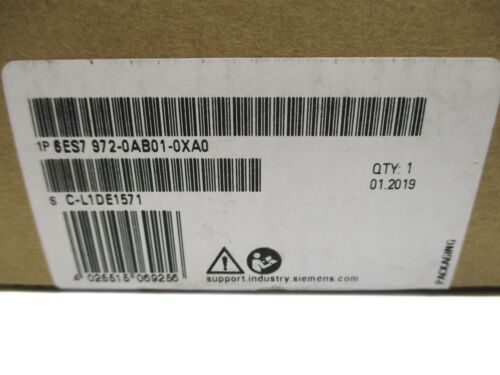 1P 6ES7 972-0AB01-0XA0
QTY: 1
01.2019
S C-L1DE1571
4 025515 069256
support.industry.siemens.com
PACKAGING